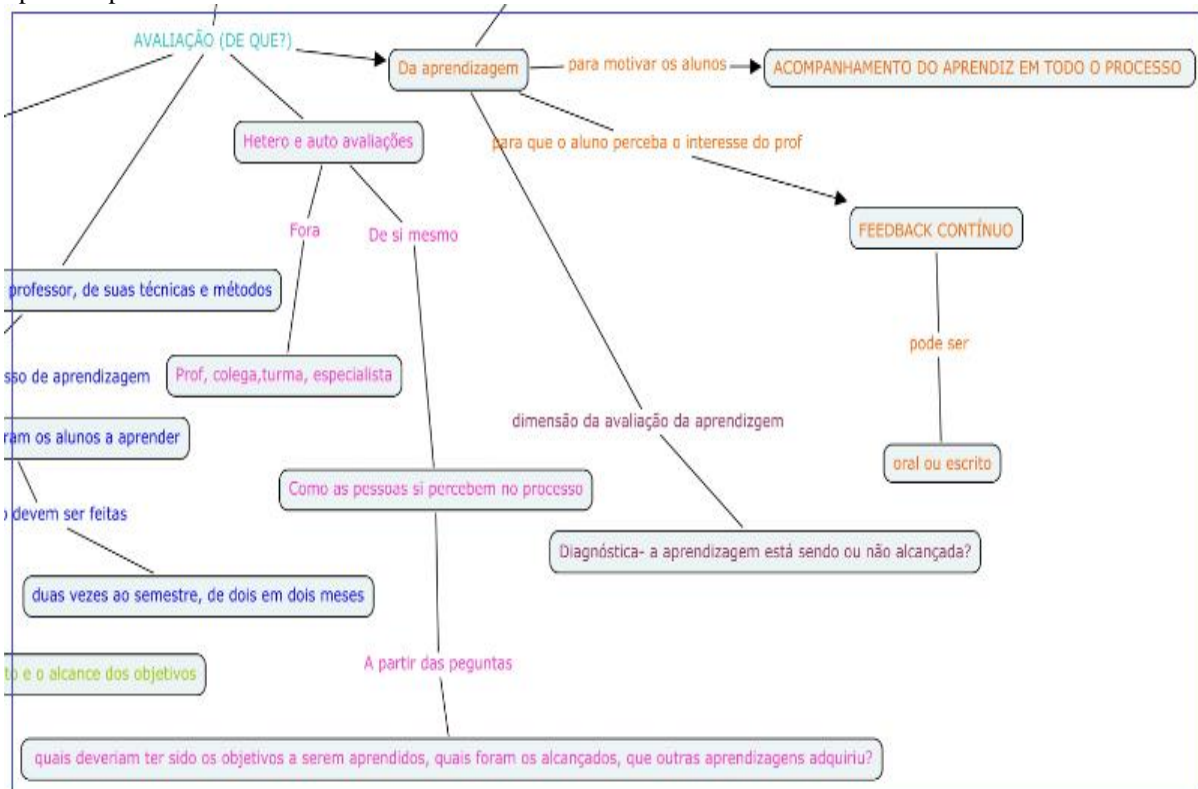 AVALIAÇÃO (DE QUE?)
Da aprendizagem
para motivar os alunos
ACOMPANHAMENTO DO APRENDIZ EM TODO O PROCESSO
Hetero e auto avaliações
para que o aluno perceba o interesse do prof
Fora
De si mesmo
FEEDBACK CONTÍNUO
professor, de suas técnicas e métodos
pode ser
sso de aprendizagem
Prof, colega,turma, especialista
dimensão da avaliação da aprendizgem
ram os alunos a aprender
oral ou escrito
Como as pessoas si percebem no processo
o devem ser feitas
Diagnóstica- a aprendizagem está sendo ou não alcançada?
duas vezes ao semestre, de dois em dois meses
A partir das peguntas
to e o alcance dos objetivos
quais deveriam ter sido os objetivos a serem aprendidos, quais foram os alcançados, que outras aprendizagens adquiriu?